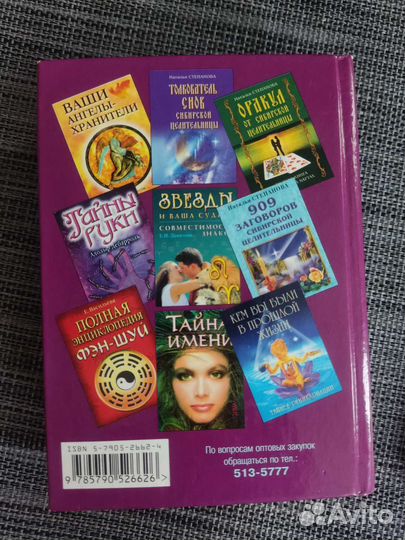 ВАШИ
АНГЕЛЫ-
ХРАНИТЕЛИ
Наталья СТЕПАНОВА
ТОЛКОВАТЕЛЬ
СНОВ
СИБИРСКОЙ
ЦЕЛИТЕЛЬНИЦЫ
Наталья СТЕПАНОВА
ОРАКУЛ
ОТ СИБИРСКОЙ
ЦЕЛИТЕЛЬНИЦЫ
ТАЙНЫ
РУКИ
ЗВЕЗДЫ
И ВАША СУДЬБА
СОВМЕСТИМОСТЬ
ЗНАКОВ
Наталья СТЕПАНОВА
909
ЗАГОВОРОВ
СИБИРСКОЙ
ЦЕЛИТЕЛЬНИЦЫ
ПОЛНАЯ
ЭНЦИКЛОПЕДИЯ
ФЭН-ШУЙ
ТАЙНА
ИМЕНИ
КЕМ ВЫ БЫЛИ
В ПРОШЛОЙ
ЖИЗНИ
ISBN 5-7905-2662-4
9 785790 526626
По вопросам оптовых закупок
обращаться по тел.:
513-5777
Avito